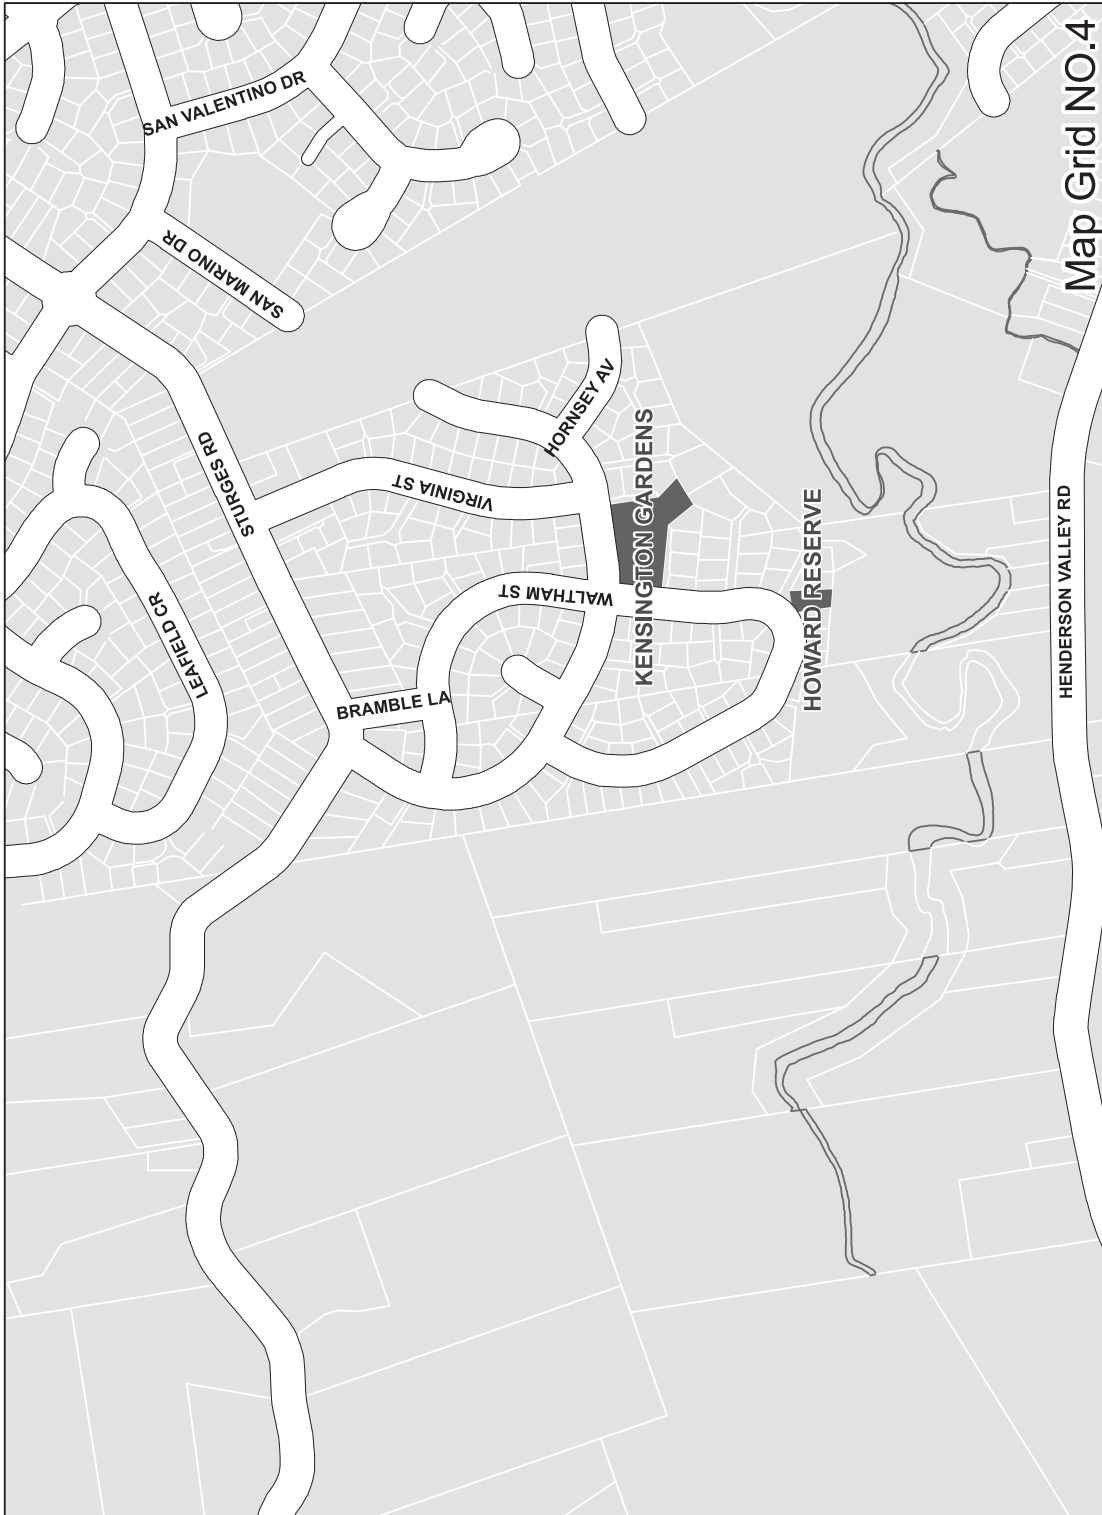 Map Grid NO.4
SAN VALENTINO DR
SAN MARINO DR
STURGES RD
HORNSEY AV
VIRGINIA ST
KENSINGTON GARDENS
HOWARD RESERVE
HENDERSON VALLEY RD
WALTHAM ST
LEAFIELD CR
BRAMBLE LA